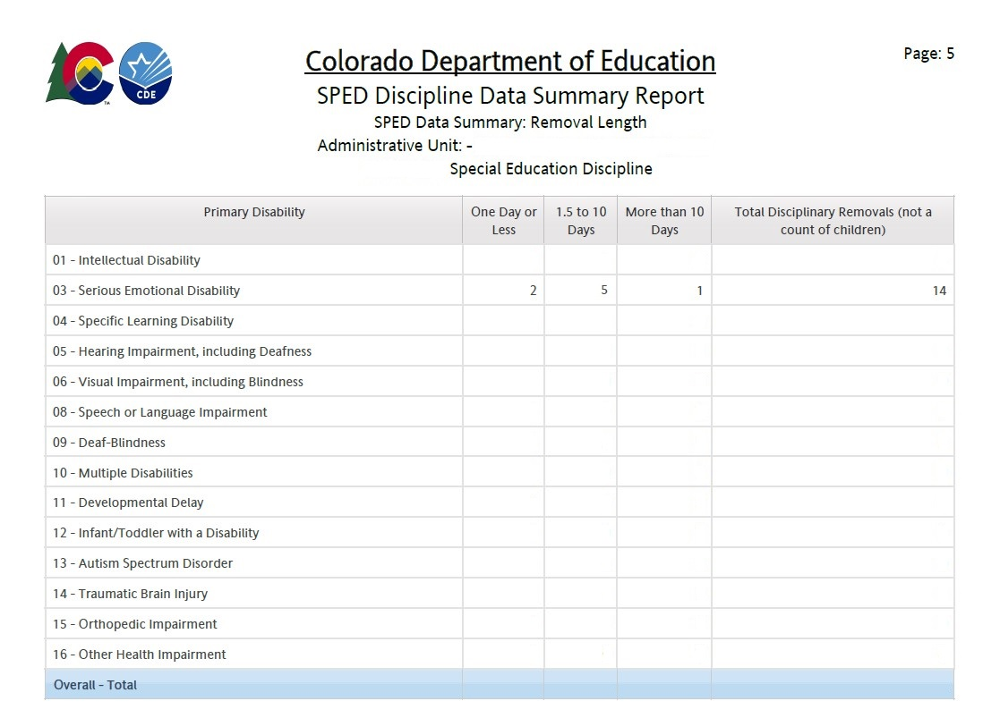 CDE
TM
Colorado Department of Education
Page: 5
SPED Discipline Data Summary Report
SPED Data Summary: Removal Length
Administrative Unit: -
Special Education Discipline
Primary Disability One Day or Less 1.5 to 10 Days More than 10 Days Total Disciplinary Removals (not a count of children)
01 - Intellectual Disability
03 - Serious Emotional Disability 2 5 1 14
04 - Specific Learning Disability
05 - Hearing Impairment, including Deafness
06 - Visual Impairment, including Blindness
08 - Speech or Language Impairment
09 - Deaf-Blindness
10 - Multiple Disabilities
11 - Developmental Delay
12 - Infant/Toddler with a Disability
13 - Autism Spectrum Disorder
14 - Traumatic Brain Injury
15 - Orthopedic Impairment
16 - Other Health Impairment
Overall - Total